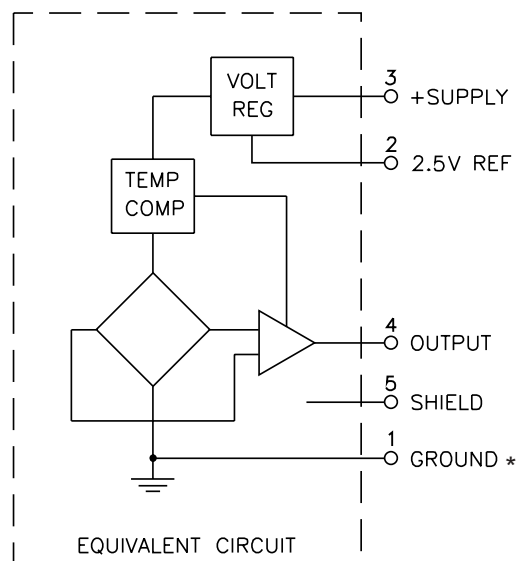 VOLT
REG
3
+SUPPLY
2
2.5V REF
TEMP
COMP
4
OUTPUT
5
SHIELD
1
GROUND *
EQUIVALENT CIRCUIT